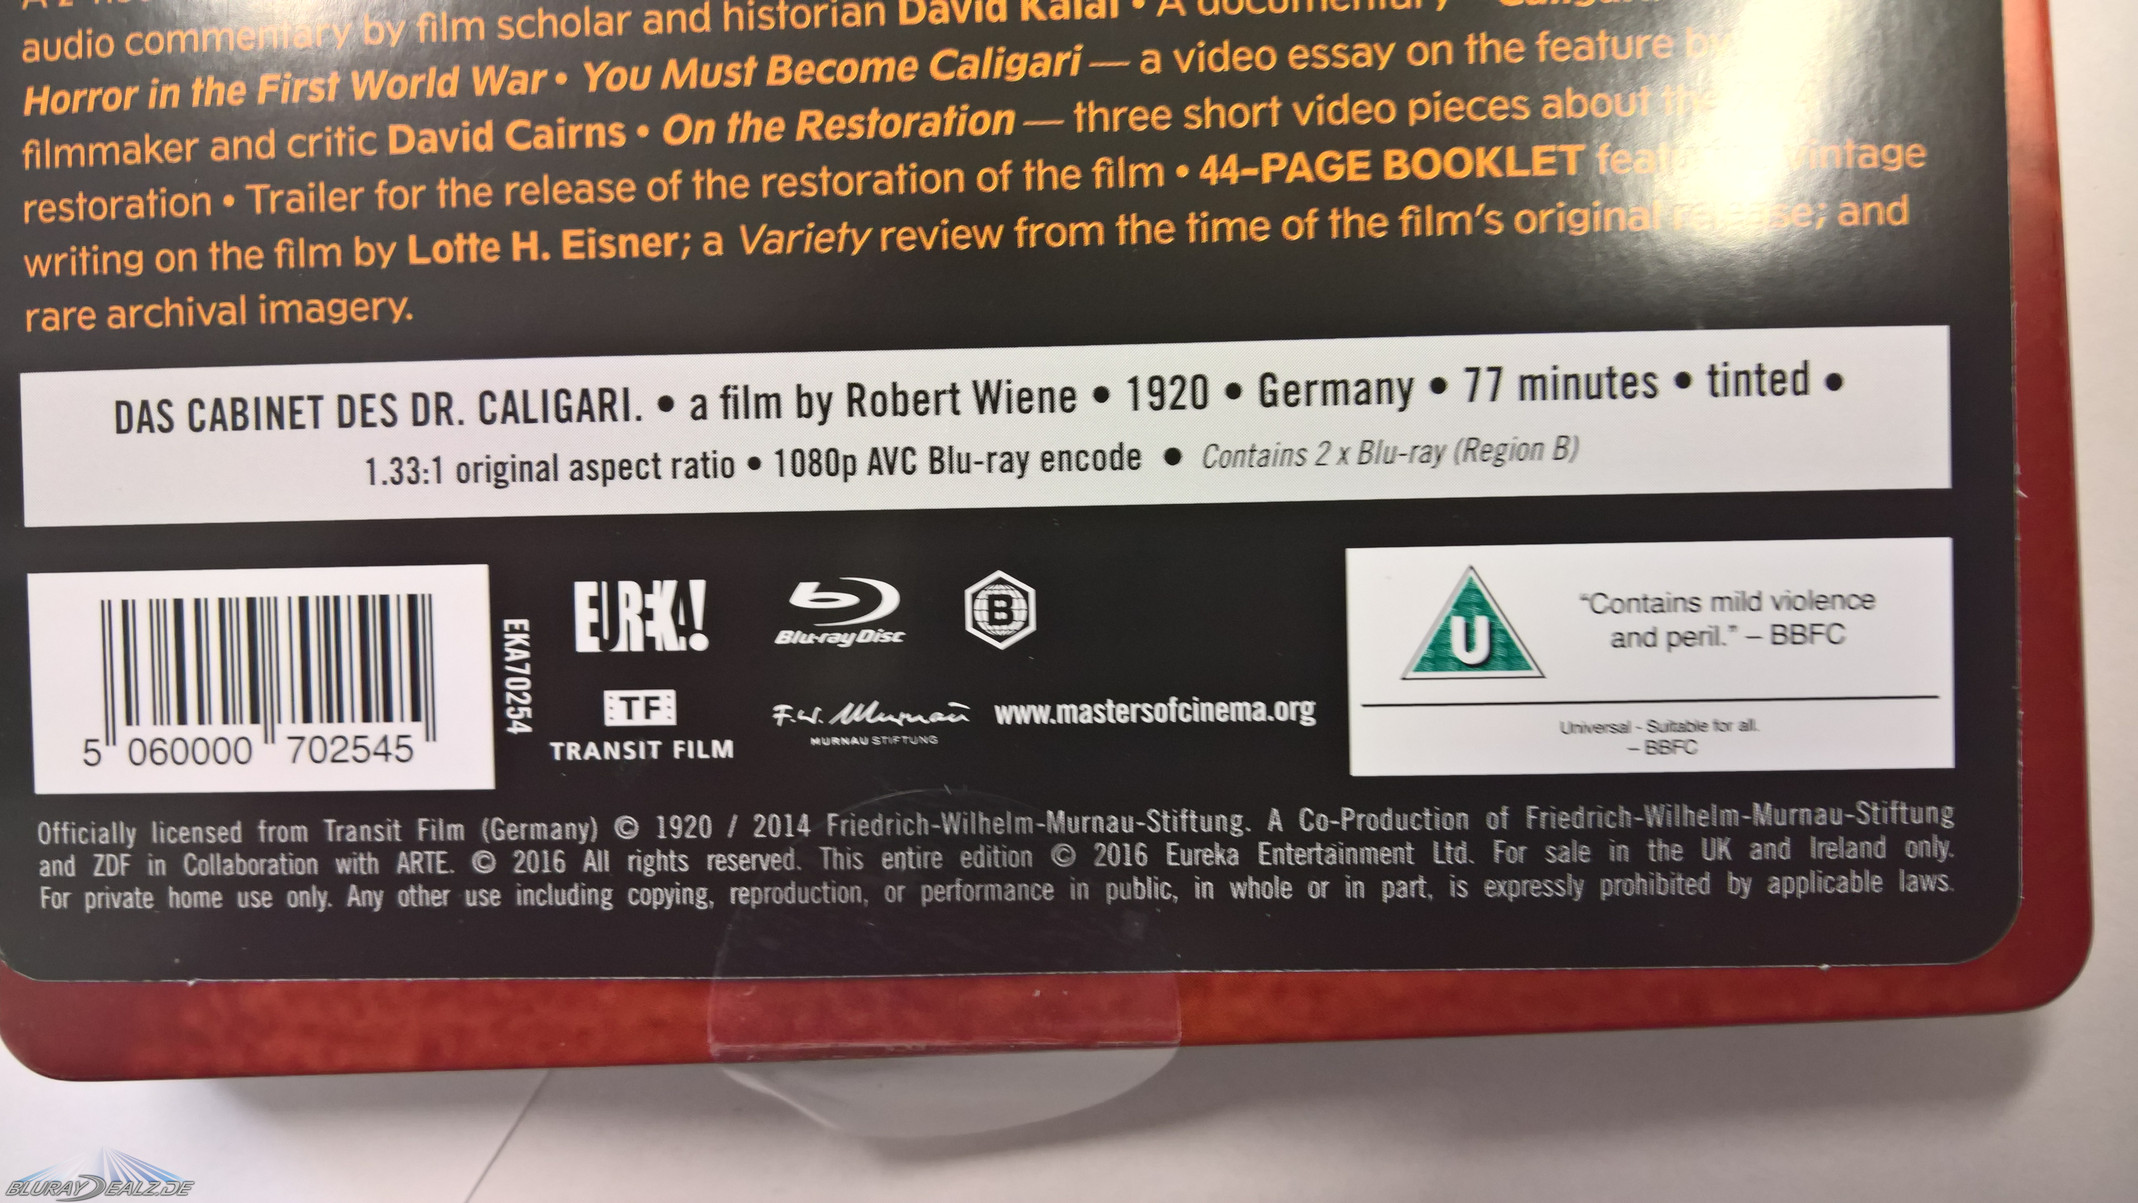 audio commentary by film scholar and historian David Kalat • A documentary
Horror in the First World War • You Must Become Caligari — a video essay on the feature by
filmmaker and critic David Cairns • On the Restoration — three short video pieces about the
restoration • Trailer for the release of the restoration of the film • 44-PAGE BOOKLET vintage
writing on the film by Lotte H. Eisner; a Variety review from the time of the film's original release; and
rare archival imagery.
DAS CABINET DES DR. CALIGARI. • a film by Robert Wiene • 1920 • Germany • 77 minutes • tinted •
1.33:1 original aspect ratio • 1080p AVC Blu-ray encode • Contains 2 x Blu-ray (Region B)
5 060000 702545
EKA70254
EUREKA!
Blu-ray Disc
B
TF
TRANSIT FILM
F.W. Murnau
MURNAU STIFTUNG
www.mastersofcinema.org
U
"Contains mild violence
and peril." – BBFC
Universal - Suitable for all.
– BBFC
Officially licensed from Transit Film (Germany) © 1920 / 2014 Friedrich-Wilhelm-Murnau-Stiftung. A Co-Production of Friedrich-Wilhelm-Murnau-Stiftung
and ZDF in Collaboration with ARTE. © 2016 All rights reserved. This entire edition © 2016 Eureka Entertainment Ltd. For sale in the UK and Ireland only.
For private home use only. Any other use including copying, reproduction, or performance in public, in whole or in part, is expressly prohibited by applicable laws.
BLURAYDEALZ.DE